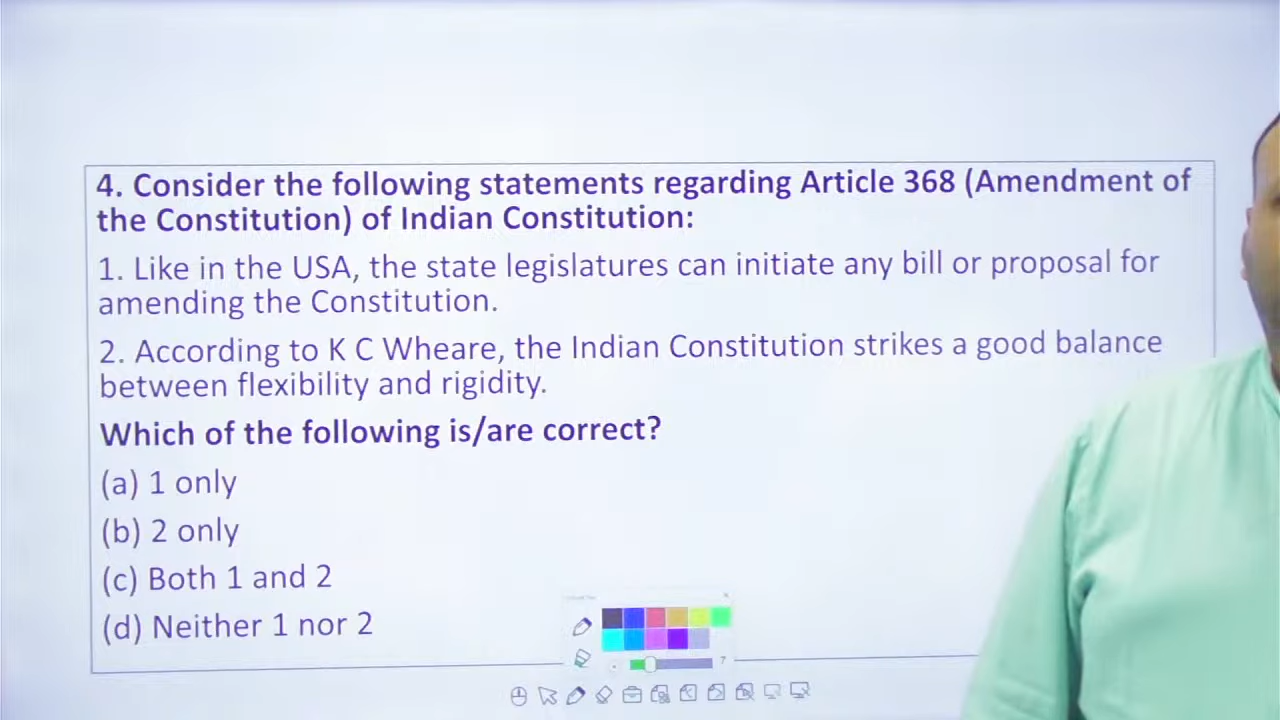 4. Consider the following statements regarding Article 368 (Amendment of
the Constitution) of Indian Constitution:
1. Like in the USA, the state legislatures can initiate any bill or proposal for
amending the Constitution.
2. According to K C Wheare, the Indian Constitution strikes a good balance
between flexibility and rigidity.
Which of the following is/are correct?
(a) 1 only
(b) 2 only
(c) Both 1 and 2
(d) Neither 1 nor 2
7